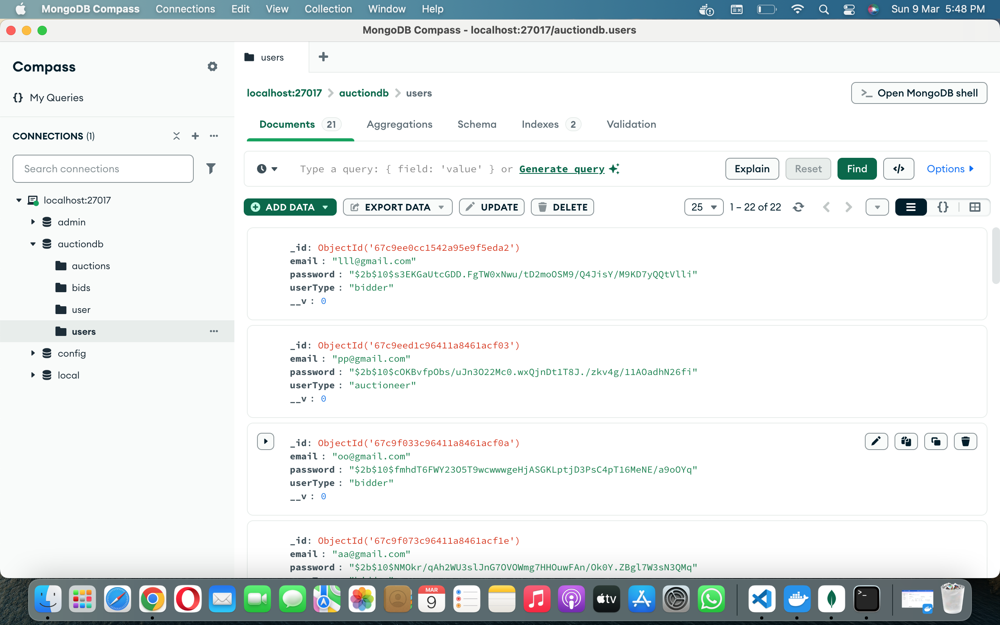 MongoDB Compass Connections Edit View Collection Window Help Sun 9 Mar 5:48 PM
MongoDB Compass - localhost:27017/auctiondb.users
Compass
{} My Queries
CONNECTIONS (1)
Search connections
localhost:27017
admin
auctiondb
auctions
bids
user
users
config
local
users
localhost:27017 > auctiondb > users
>_ Open MongoDB shell
Documents 21 Aggregations Schema Indexes 2 Validation
Type a query: { field: 'value' } or Generate query
Explain Reset Find </> Options
ADD DATA EXPORT DATA UPDATE DELETE 25 1 – 22 of 22 {}
_id: ObjectId('67c9ee0cc1542a95e9f5eda2')
email : "lll@gmail.com"
password : "$2b$10$s3EKGaUtcGDD.FgTW0xNwu/tD2moOSM9/Q4JisY/M9KD7yQQtVlli"
userType : "bidder"
__v : 0
_id: ObjectId('67c9eed1c96411a8461acf03')
email : "pp@gmail.com"
password : "$2b$10$cOKBvfpObs/uJn3O22Mc0.wxQjnDt1T8J./zkv4g/11AOadhN26fi"
userType : "auctioneer"
__v : 0
_id: ObjectId('67c9f033c96411a8461acf0a')
email : "oo@gmail.com"
password : "$2b$10$fmhdT6FWY23O5T9wcwwwgeHjASGKLptjD3PsC4pT16MeNE/a9oOYq"
userType : "bidder"
__v : 0
_id: ObjectId('67c9f073c96411a8461acf1e')
email : "aa@gmail.com"
password : "$2b$10$NMOkr/qAh2WU3slJnG7OVOWmg7HHOuwFAn/Ok0Y.ZBgl7W3sN3QMq"
MAR
9
tv
>_